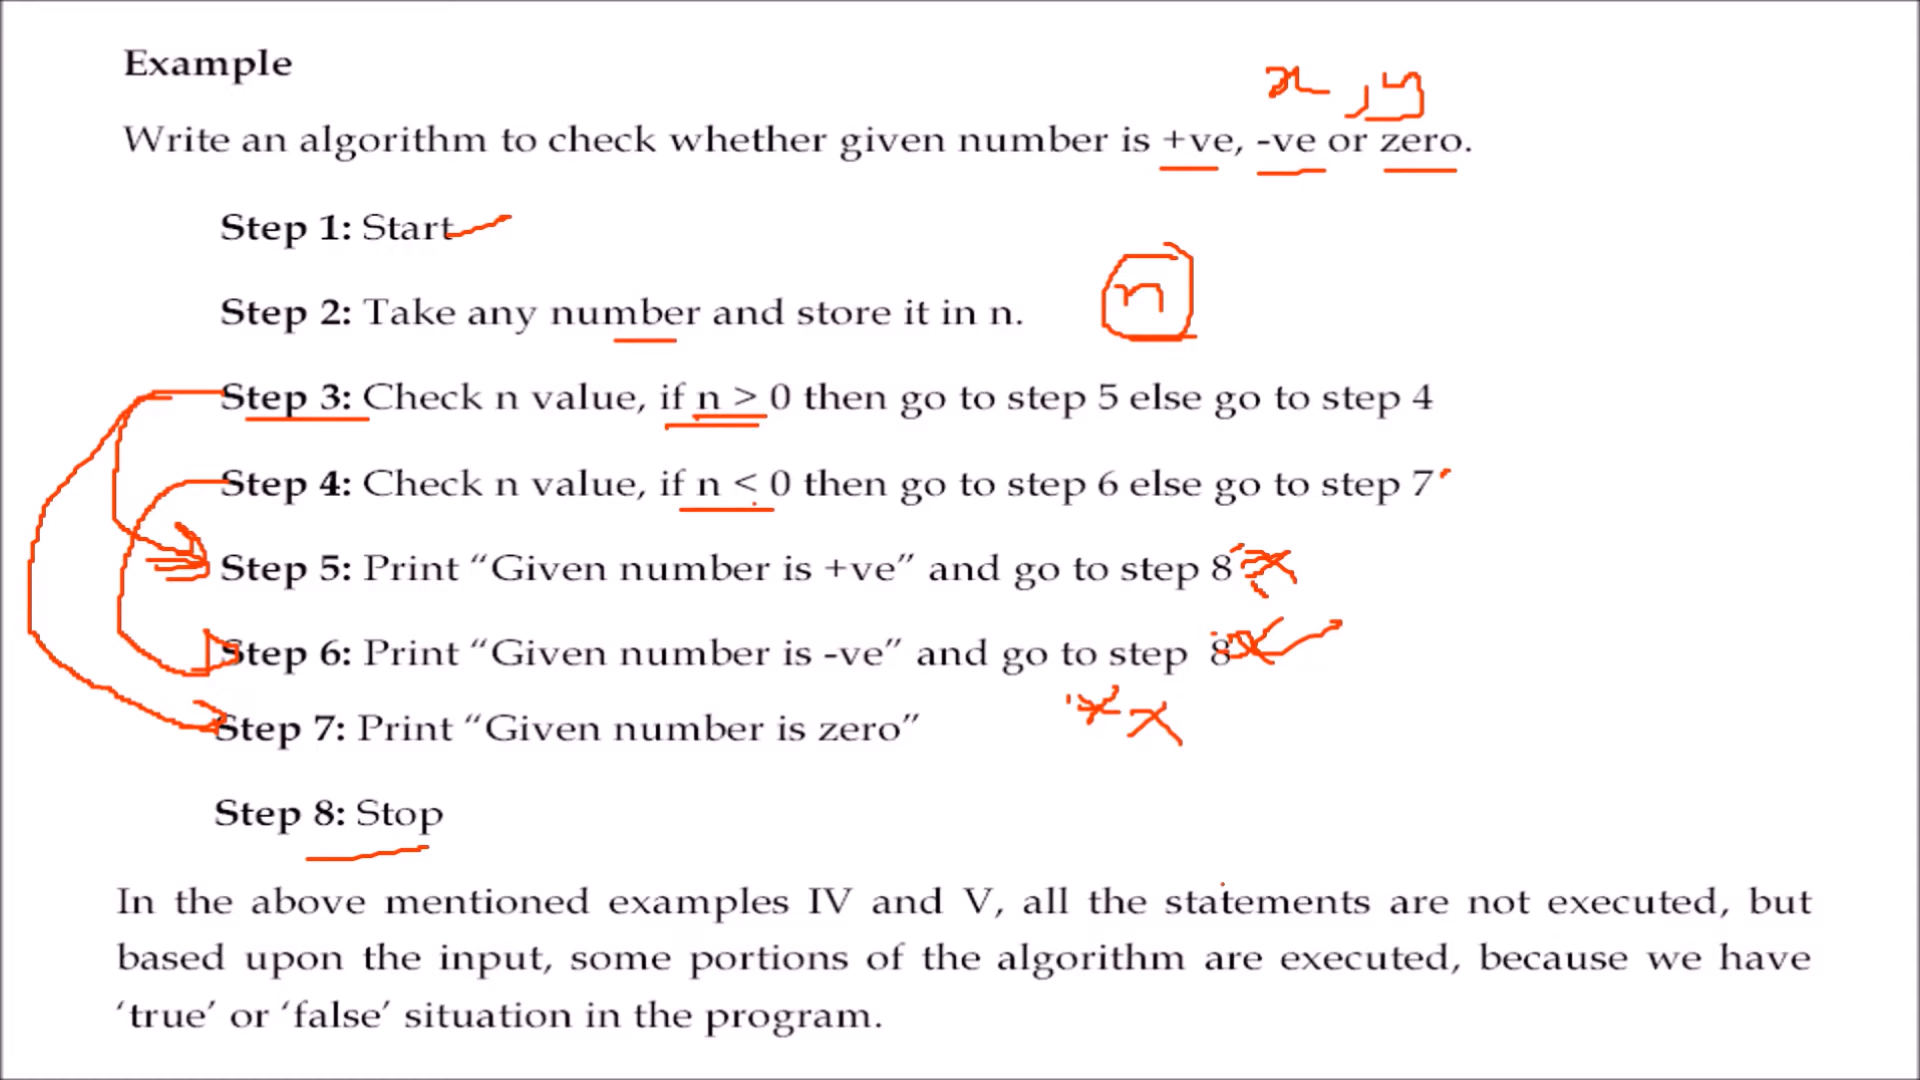 Example
x , y
Write an algorithm to check whether given number is +ve, -ve or zero.
Step 1: Start
n
Step 2: Take any number and store it in n.
Step 3: Check n value, if n > 0 then go to step 5 else go to step 4
Step 4: Check n value, if n < 0 then go to step 6 else go to step 7
Step 5: Print “Given number is +ve” and go to step 8
Step 6: Print “Given number is -ve” and go to step 8
Step 7: Print “Given number is zero”
Step 8: Stop
In the above mentioned examples IV and V, all the statements are not executed, but
based upon the input, some portions of the algorithm are executed, because we have
‘true’ or ‘false’ situation in the program.